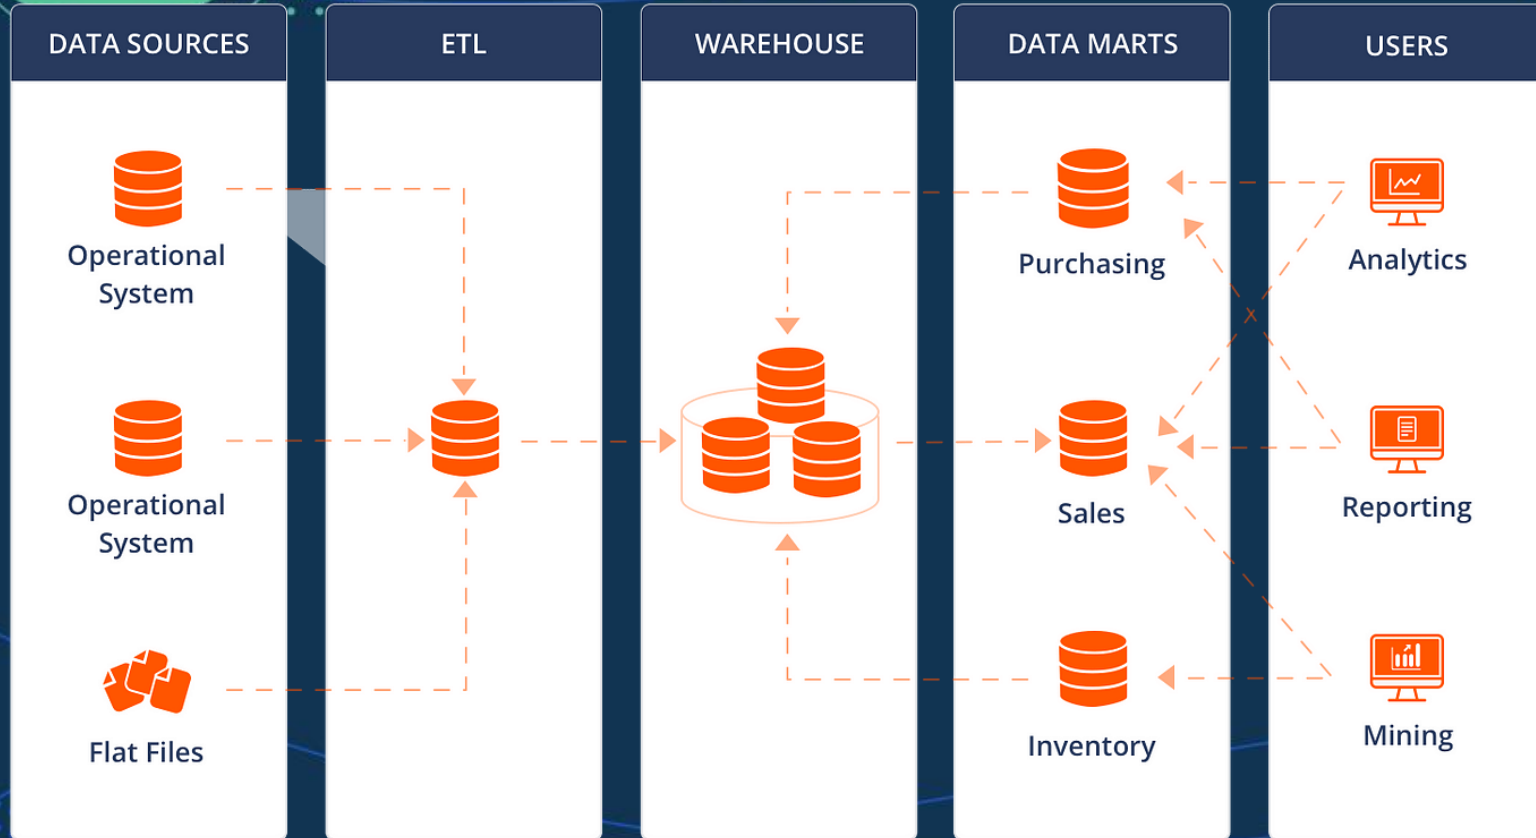 DATA SOURCES
ETL
WAREHOUSE
DATA MARTS
USERS
Operational
System
Operational
System
Flat Files
Purchasing
Sales
Inventory
Analytics
Reporting
Mining